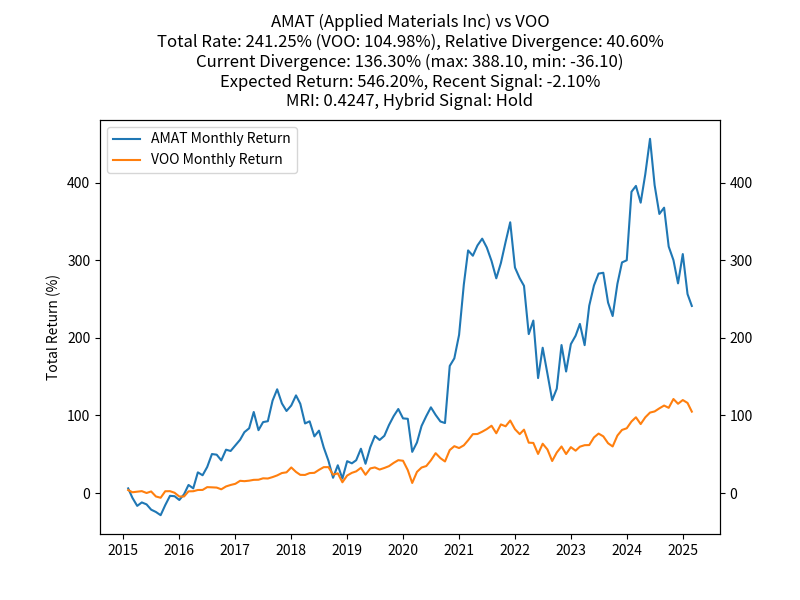 AMAT (Applied Materials Inc) vs VOO
Total Rate: 241.25% (VOO: 104.98%), Relative Divergence: 40.60%
Current Divergence: 136.30% (max: 388.10, min: -36.10)
Expected Return: 546.20%, Recent Signal: -2.10%
MRI: 0.4247, Hybrid Signal: Hold
AMAT Monthly Return
VOO Monthly Return
Total Return (%)
400 400
300 300
200 200
100 100
0 0
2015 2016 2017 2018 2019 2020 2021 2022 2023 2024 2025